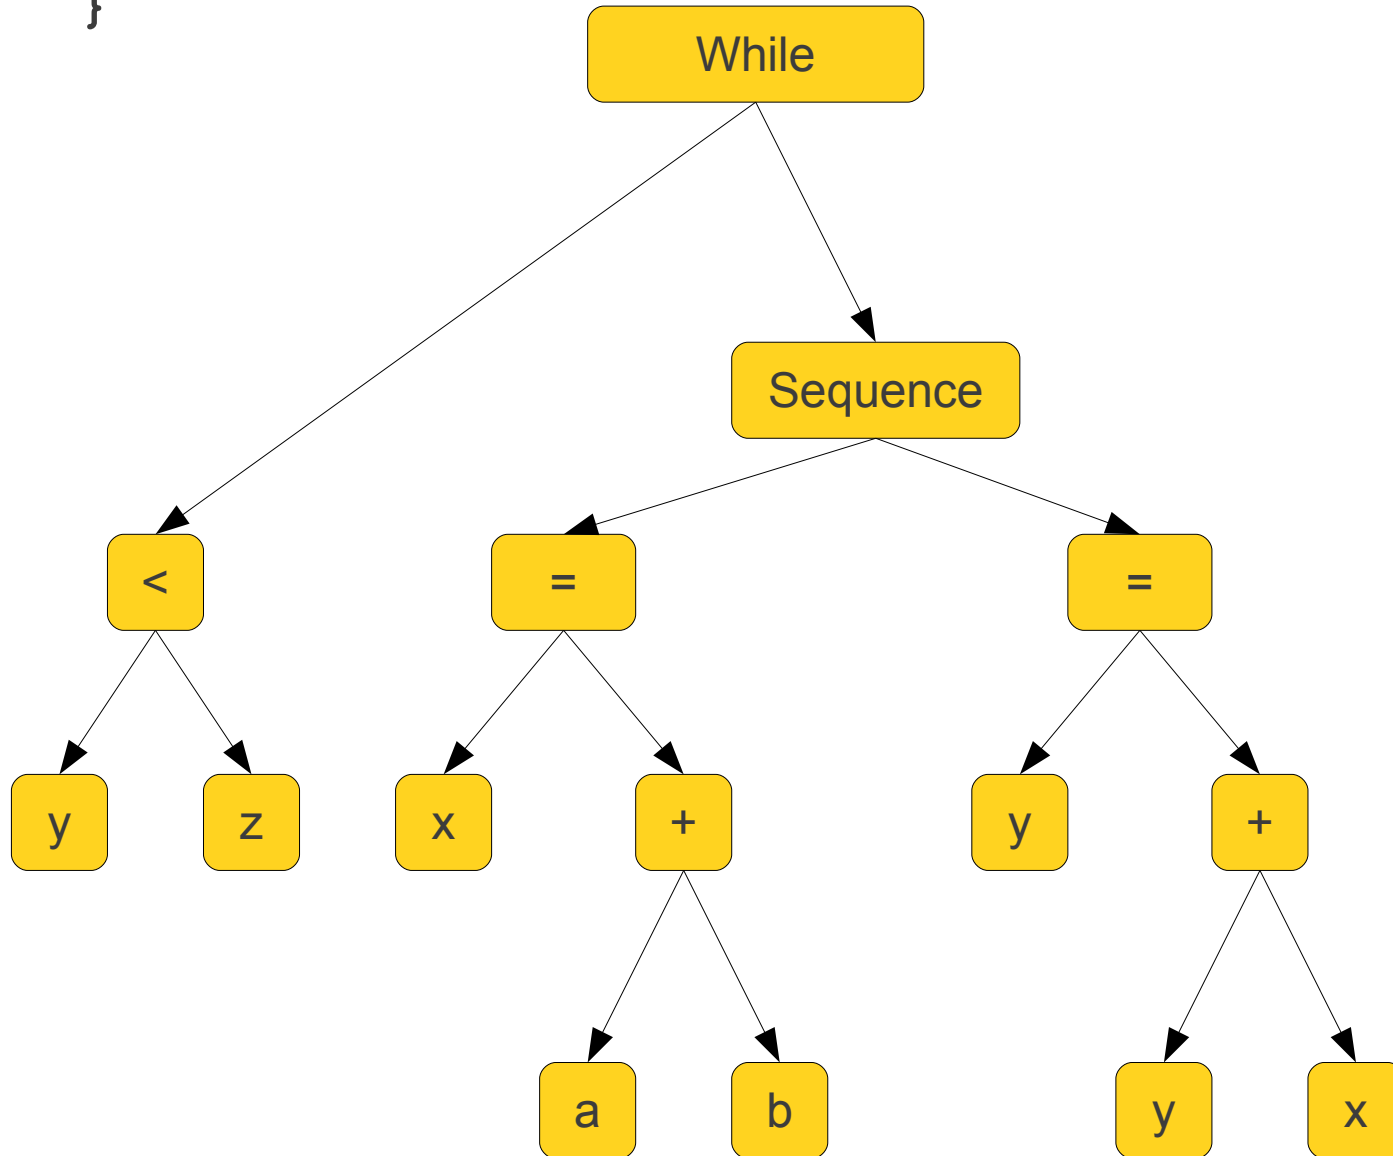 }
While
Sequence
< = =
y z x + y +
a b y x